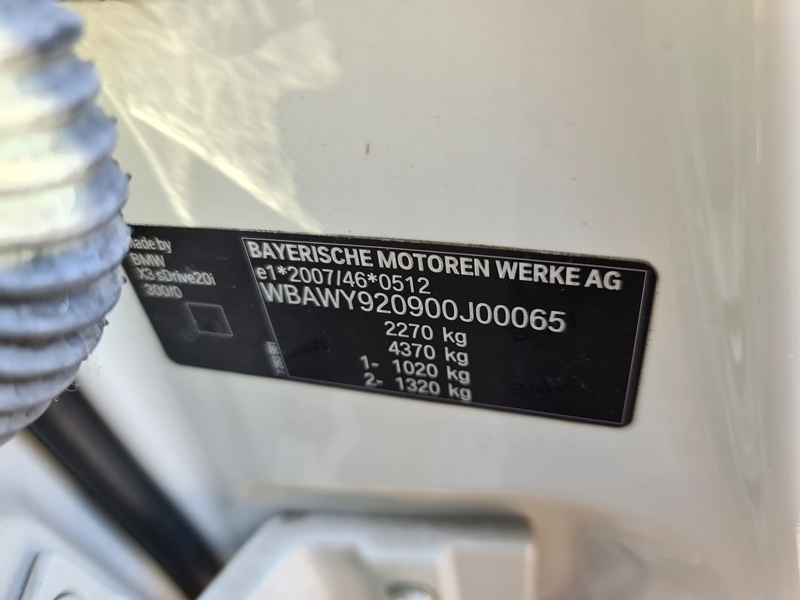 made by
BMW
X3 sDrive20i
300/0
BAYERISCHE MOTOREN WERKE AG
e1*2007/46*0512
WBAWY920900J00065
2270 kg
4370 kg
1- 1020 kg
2- 1320 kg